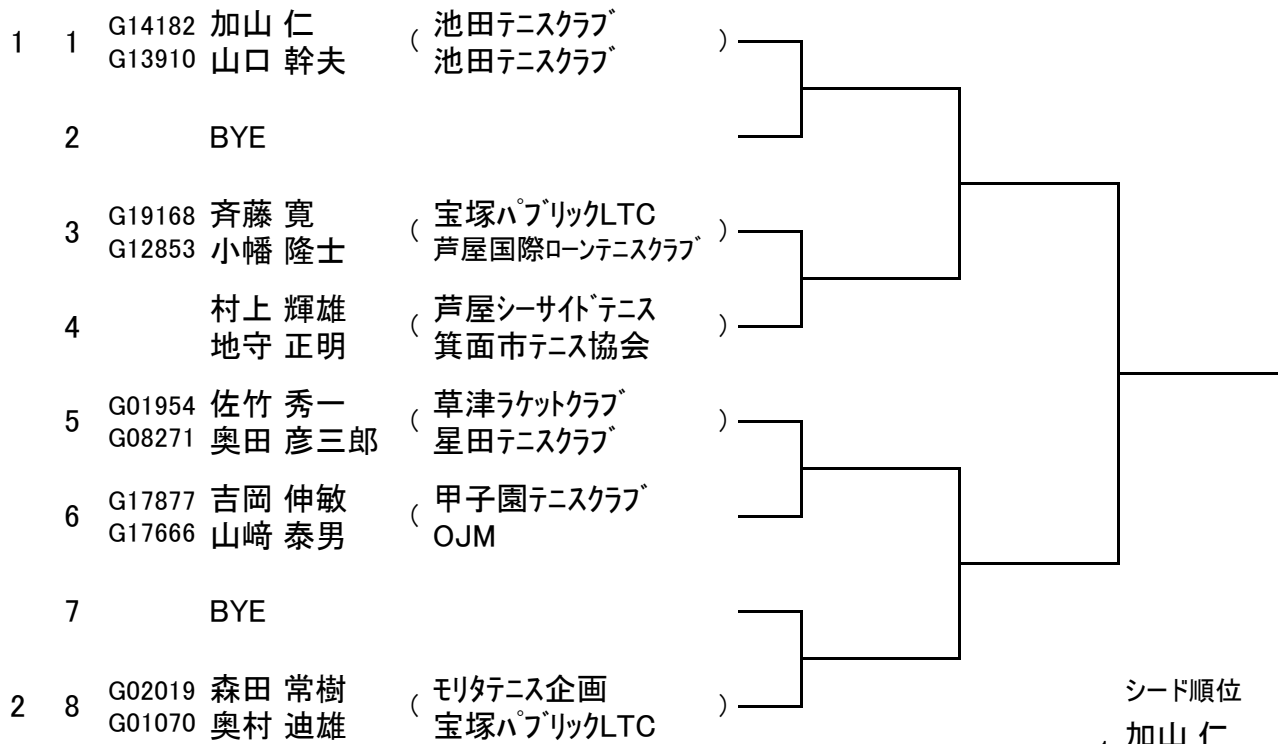 1 1 G14182 加山 仁 ( 池田テニスクラブ )
G13910 山口 幹夫 池田テニスクラブ
2 BYE
3 G19168 斉藤 寛 ( 宝塚パブリックLTC )
G12853 小幡 隆士 芦屋国際ローンテニスクラブ
4 村上 輝雄 ( 芦屋シーサイドテニス )
地守 正明 箕面市テニス協会
5 G01954 佐竹 秀一 ( 草津ラケットクラブ )
G08271 奥田 彦三郎 星田テニスクラブ
6 G17877 吉岡 伸敏 ( 甲子園テニスクラブ )
G17666 山﨑 泰男 OJM
7 BYE
2 8 G02019 森田 常樹 ( モリタテニス企画 )
G01070 奥村 迪雄 宝塚パブリックLTC
シード順位
加山 仁